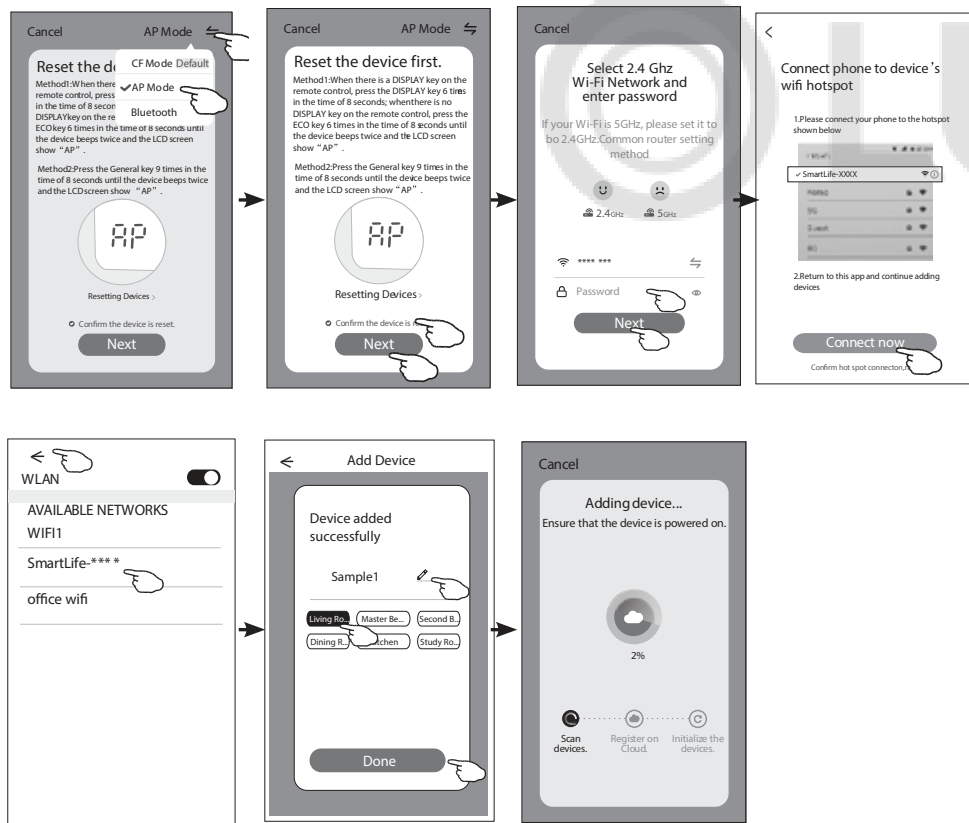 Cancel
AP Mode
CF Mode Default
AP Mode
Bluetooth
Reset the de
Method1:When there
remote control, press
in the time of 8 secon
DISPLAYkey on the re
ECO key 6 times in the time of 8 seconds until
the device beeps twice and the LCD screen
show “AP” .
Method2:Press the General key 9 times in the
time of 8 seconds until the device beeps twice
and the LCD screen show “AP” .
AP
Resetting Devices >
Confirm the device is reset.
Next
Cancel
AP Mode
Reset the device first.
Method1:When there is a DISPLAY key on the
remote control, press the DISPLAY key 6 times
in the time of 8 seconds; whenthere is no
DISPLAY key on the remote control, press the
ECO key 6 times in the time of 8 seconds until
the device beeps twice and the LCD screen
show “AP” .
Method2:Press the General key 9 times in the
time of 8 seconds until the device beeps twice
and the LCD screen show “AP” .
AP
Resetting Devices >
Confirm the device is
Next
Cancel
Select 2.4 Ghz
Wi-Fi Network and
enter password
If your Wi-Fi is 5GHz, please set it to
bo 2.4GHz.Common router setting
method
2.4GHz
5GHz
**** ***
Password
Next
<
Connect phone to device’s
wifi hotspot
1.Please connect your phone to the hotspot
shown below
SmartLife-XXXX
2.Return to this app and continue adding
devices
Connect now
Confirm hot spot connecton,
WLAN
AVAILABLE NETWORKS
WIFI1
SmartLife-****
office wifi
Add Device
Device added
successfully
Sample1
Living Ro...
Master Be...
Second B...
Dining R...
Study Ro...
Done
Cancel
Adding device...
Ensure that the device is powered on.
2%
Scan
devices.
Register on
Cloud.
Initialize the
devices.